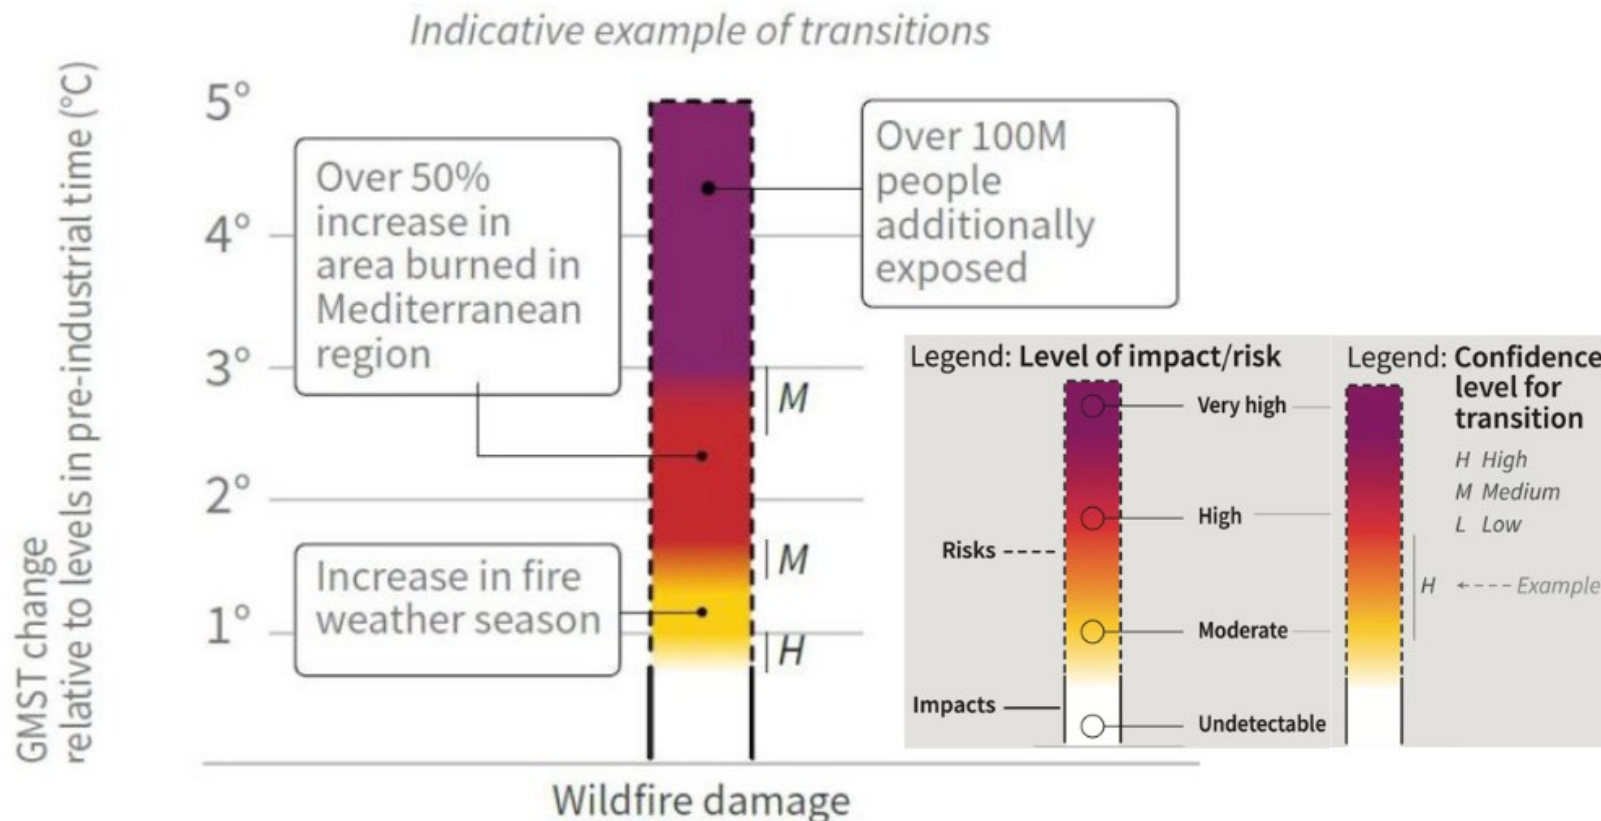 Indicative example of transitions
GMST change
relative to levels in pre-industrial time (°C)
5°
4°
3°
2°
1°
Over 50%
increase in
area burned in
Mediterranean
region
Increase in fire
weather season
Over 100M
people
additionally
exposed
M
M
H
Wildfire damage
Legend: Level of impact/risk
Very high
High
Moderate
Undetectable
Risks
Impacts
Legend: Confidence
level for
transition
H High
M Medium
L Low
H
Example